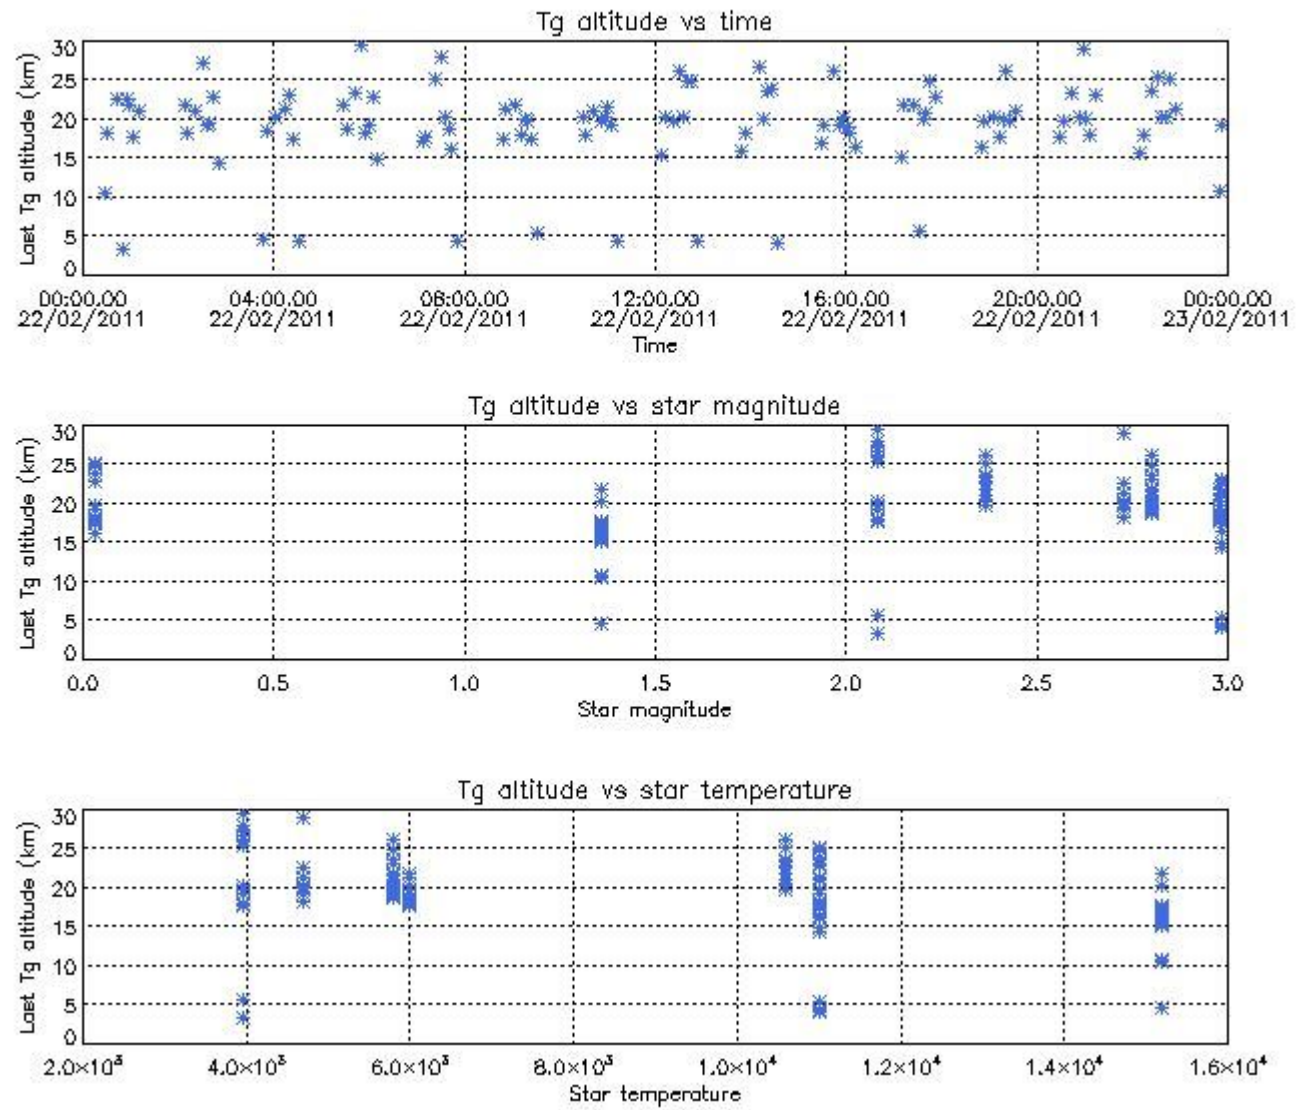 Tg altitude vs time
Last Tg altitude (km)
30
25
20
15
10
5
0
00:00.00 04:00.00 08:00.00 12:00.00 16:00.00 20:00.00 00:00.00
22/02/2011 22/02/2011 22/02/2011 22/02/2011 22/02/2011 22/02/2011 23/02/2011
Time
Tg altitude vs star magnitude
Last Tg altitude (km)
30
25
20
15
10
5
0
0.0 0.5 1.0 1.5 2.0 2.5 3.0
Star magnitude
Tg altitude vs star temperature
Last Tg altitude (km)
30
25
20
15
10
5
0
2.0×10³ 4.0×10³ 6.0×10³ 8.0×10³ 1.0×10⁴ 1.2×10⁴ 1.4×10⁴ 1.6×10⁴
Star temperature